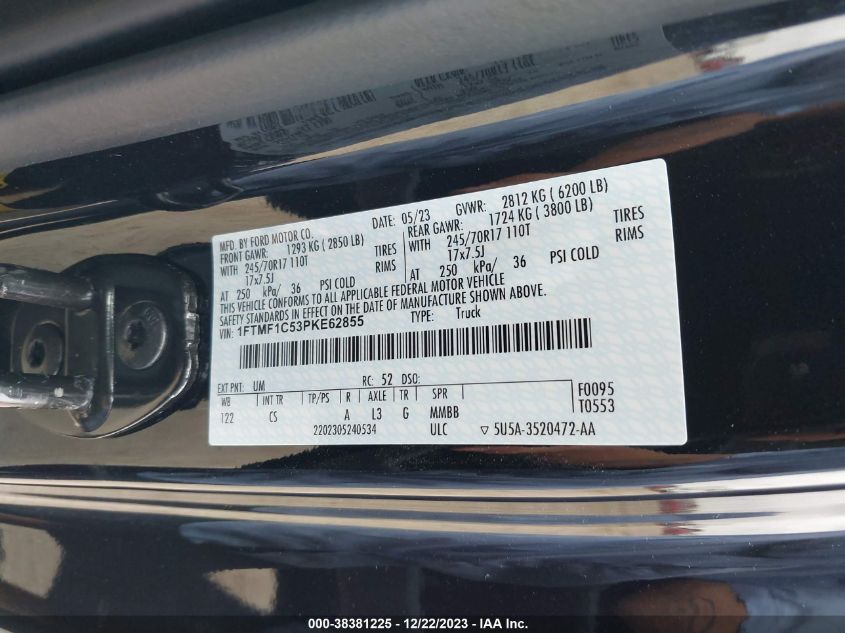 MFD. BY FORD MOTOR CO.
DATE: 05/23 GVWR: 2812 KG ( 6200 LB)
FRONT GAWR: 1293 KG ( 2850 LB) REAR GAWR: 1724 KG ( 3800 LB)
WITH 245/70R17 110T TIRES WITH 245/70R17 110T TIRES
17x7.5J RIMS 17x7.5J RIMS
AT 250 kPa/ 36 PSI COLD AT 250 kPa/ 36 PSI COLD
THIS VEHICLE CONFORMS TO ALL APPLICABLE FEDERAL MOTOR VEHICLE
SAFETY STANDARDS IN EFFECT ON THE DATE OF MANUFACTURE SHOWN ABOVE.
VIN: 1FTMF1C53PKE62855 TYPE: Truck
EXT PNT: UM RC: 52 DSO:
WB INT TR TP/PS R AXLE TR SPR F0095
122 CS A L3 G MMBB T0553
2202305240534 ULC ▽ 5U5A-3520472-AA
000-38381225 - 12/22/2023 - IAA Inc.